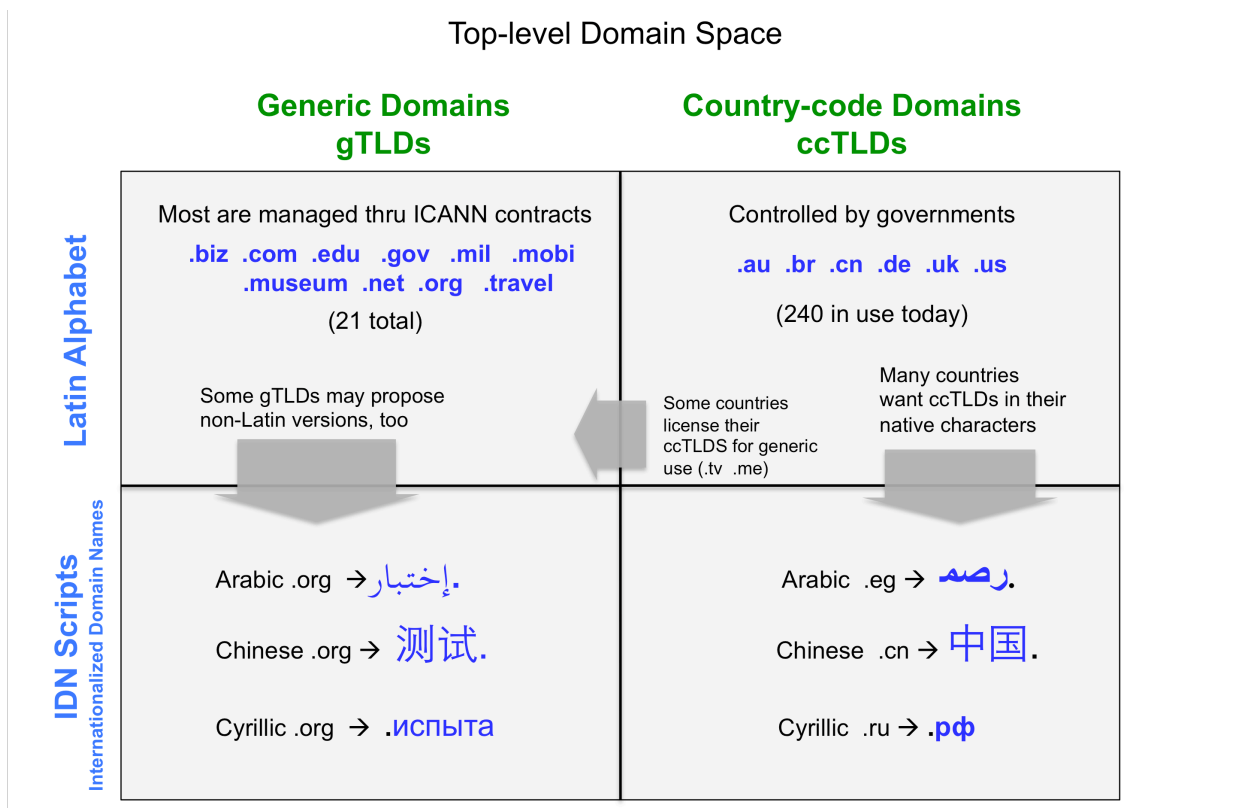 Top-level Domain Space
Generic Domains
gTLDs
Country-code Domains
ccTLDs
Latin Alphabet
Most are managed thru ICANN contracts
.biz .com .edu .gov .mil .mobi
.museum .net .org .travel
(21 total)
Some gTLDs may propose
non-Latin versions, too
Controlled by governments
.au .br .cn .de .uk .us
(240 in use today)
Some countries
license their
ccTLDS for generic
use (.tv .me)
Many countries
want ccTLDs in their
native characters
IDN Scripts
Internationalized Domain Names
Arabic .org → .إختبار
Chinese .org → 测试.
Cyrillic .org → .испыта
Arabic .eg → .رصم
Chinese .cn → 中国.
Cyrillic .ru → .рф